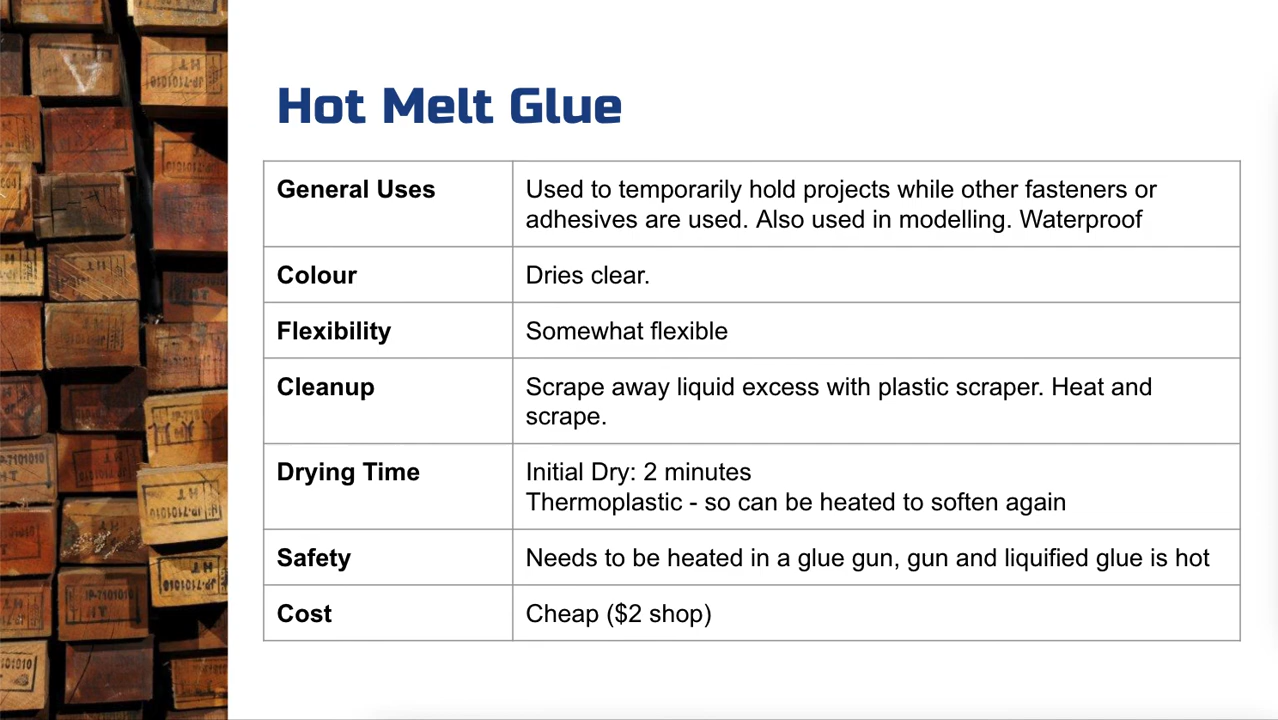 Hot Melt Glue
General Uses
Used to temporarily hold projects while other fasteners or
adhesives are used. Also used in modelling. Waterproof
Colour
Dries clear.
Flexibility
Somewhat flexible
Cleanup
Scrape away liquid excess with plastic scraper. Heat and
scrape.
Drying Time
Initial Dry: 2 minutes
Thermoplastic - so can be heated to soften again
Safety
Needs to be heated in a glue gun, gun and liquified glue is hot
Cost
Cheap ($2 shop)
HT
JP-7101010